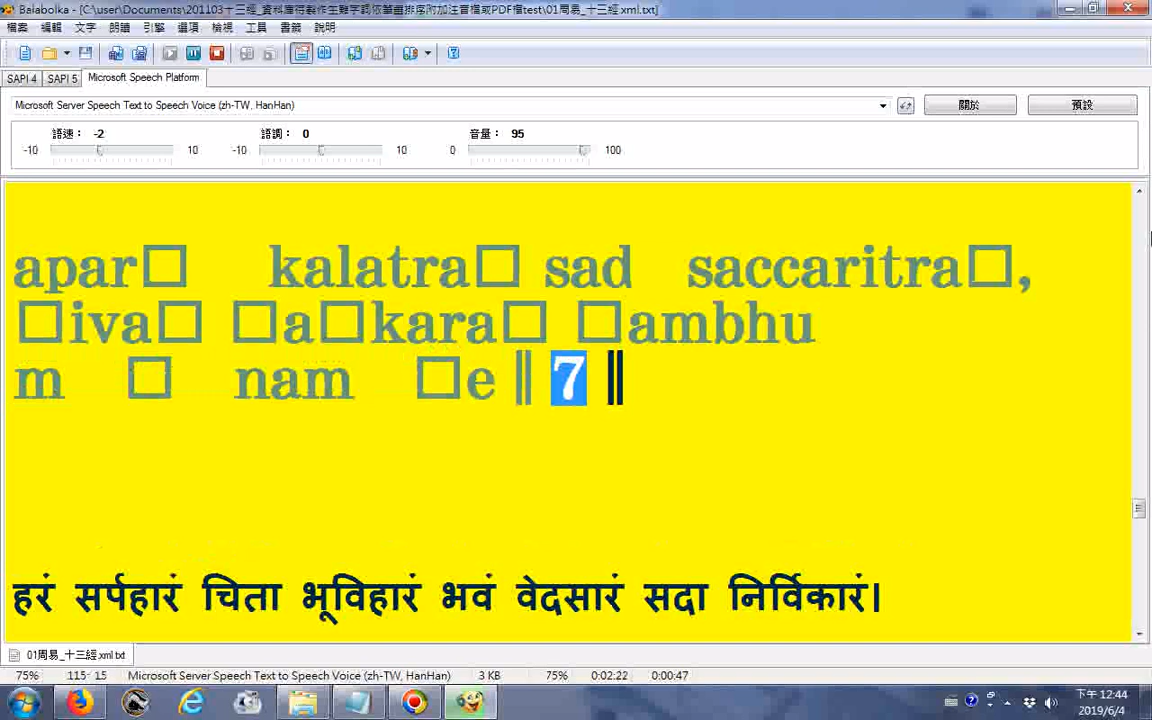 Balabolka - [C:\user\Documents\201103十三經_資料庫待製作生難字詞依筆畫排序附加注音檔或PDF檔test\01周易_十三經.xml.txt]
檔案 編輯 文字 朗讀 引擎 選項 檢視 工具 書籤 說明
SAPI 4 SAPI 5 Microsoft Speech Platform
Microsoft Server Speech Text to Speech Voice (zh-TW, HanHan) 關於 預設
語速： -2 語調： 0 音量： 95
-10 10 -10 10 0 100
apar□ kalatra□ sad saccaritra□,
□iva□ □a□kara□ □ambhu
m □ nam □e ‖ 7 ‖
हरं सर्पहारं चिता भूविहारं भवं वेदसारं सदा निर्विकारं।
01周易_十三經.xml.txt
75% 115: 15 Microsoft Server Speech Text to Speech Voice (zh-TW, HanHan) 3 KB 75% 0:02:22 0:00:47
下午 12:44
2019/6/4